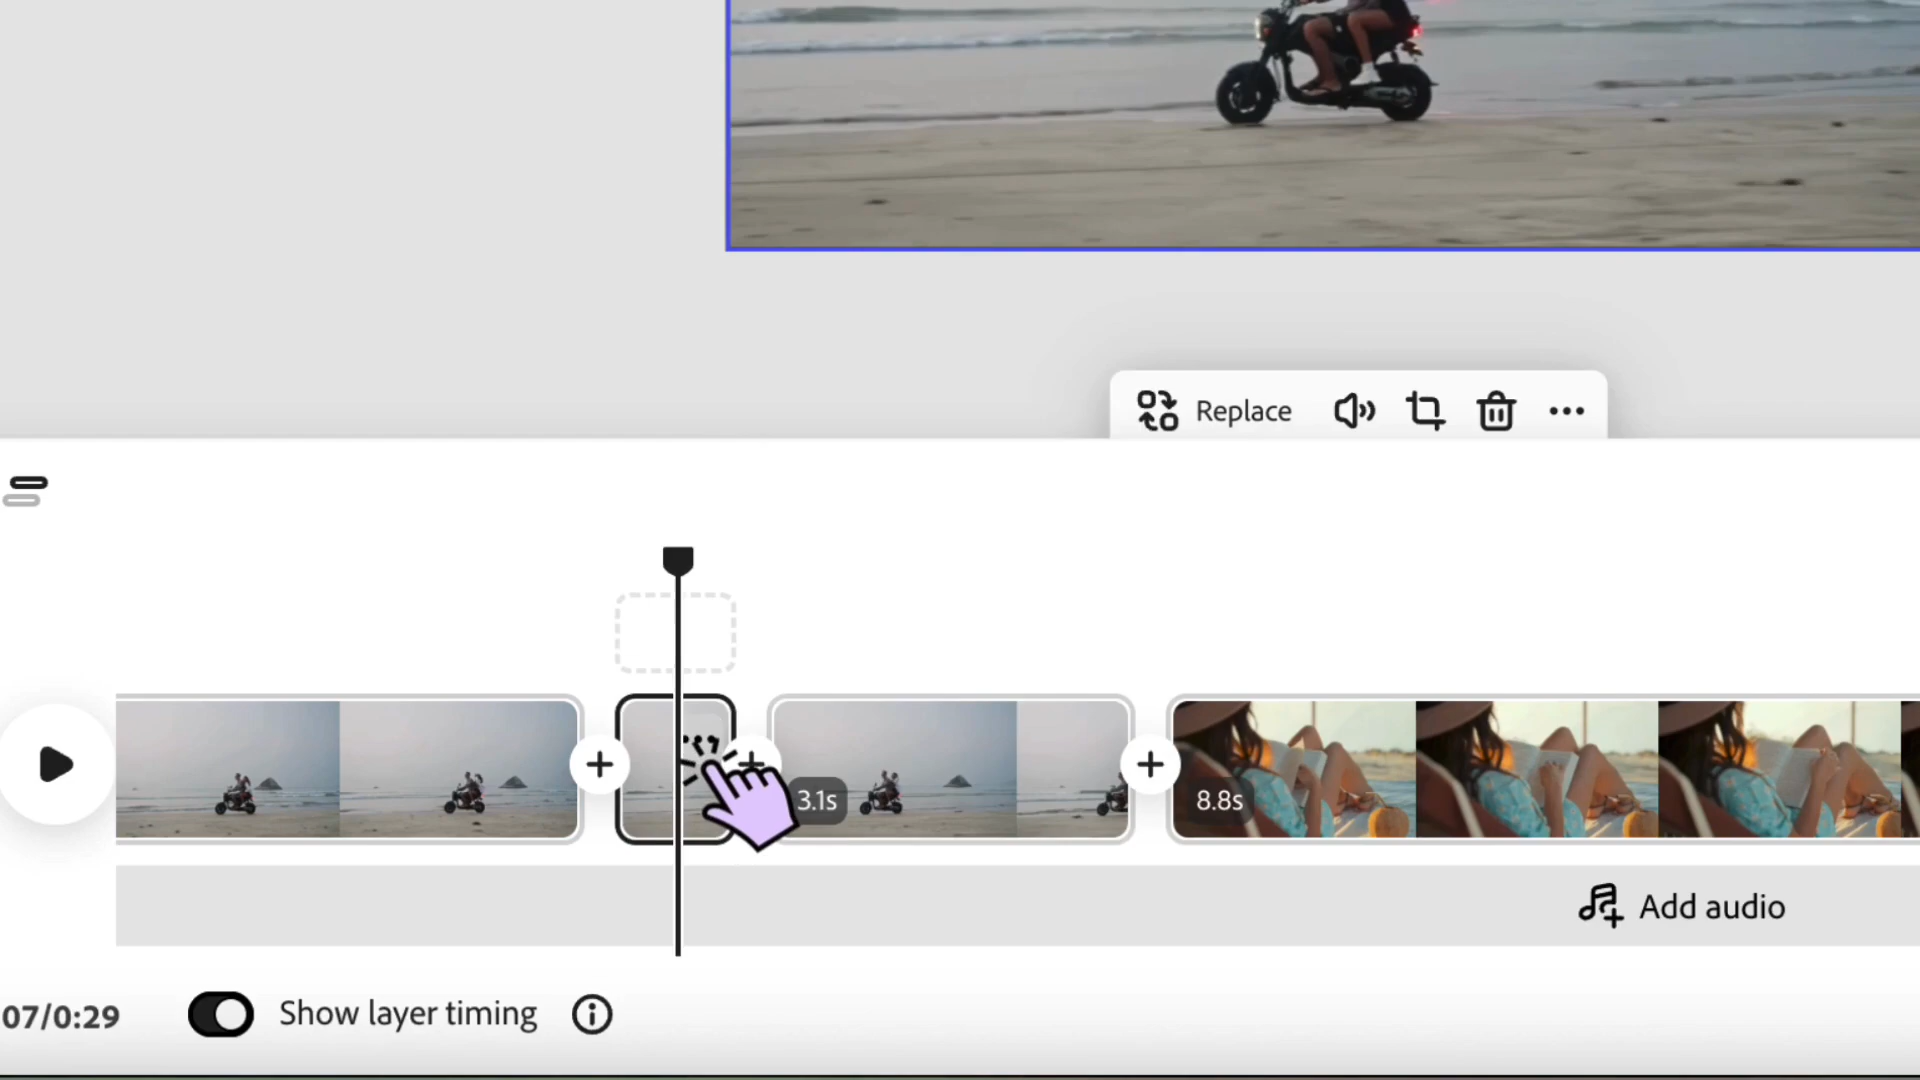 Replace
3.1s
8.8s
Add audio
07/0:29
Show layer timing